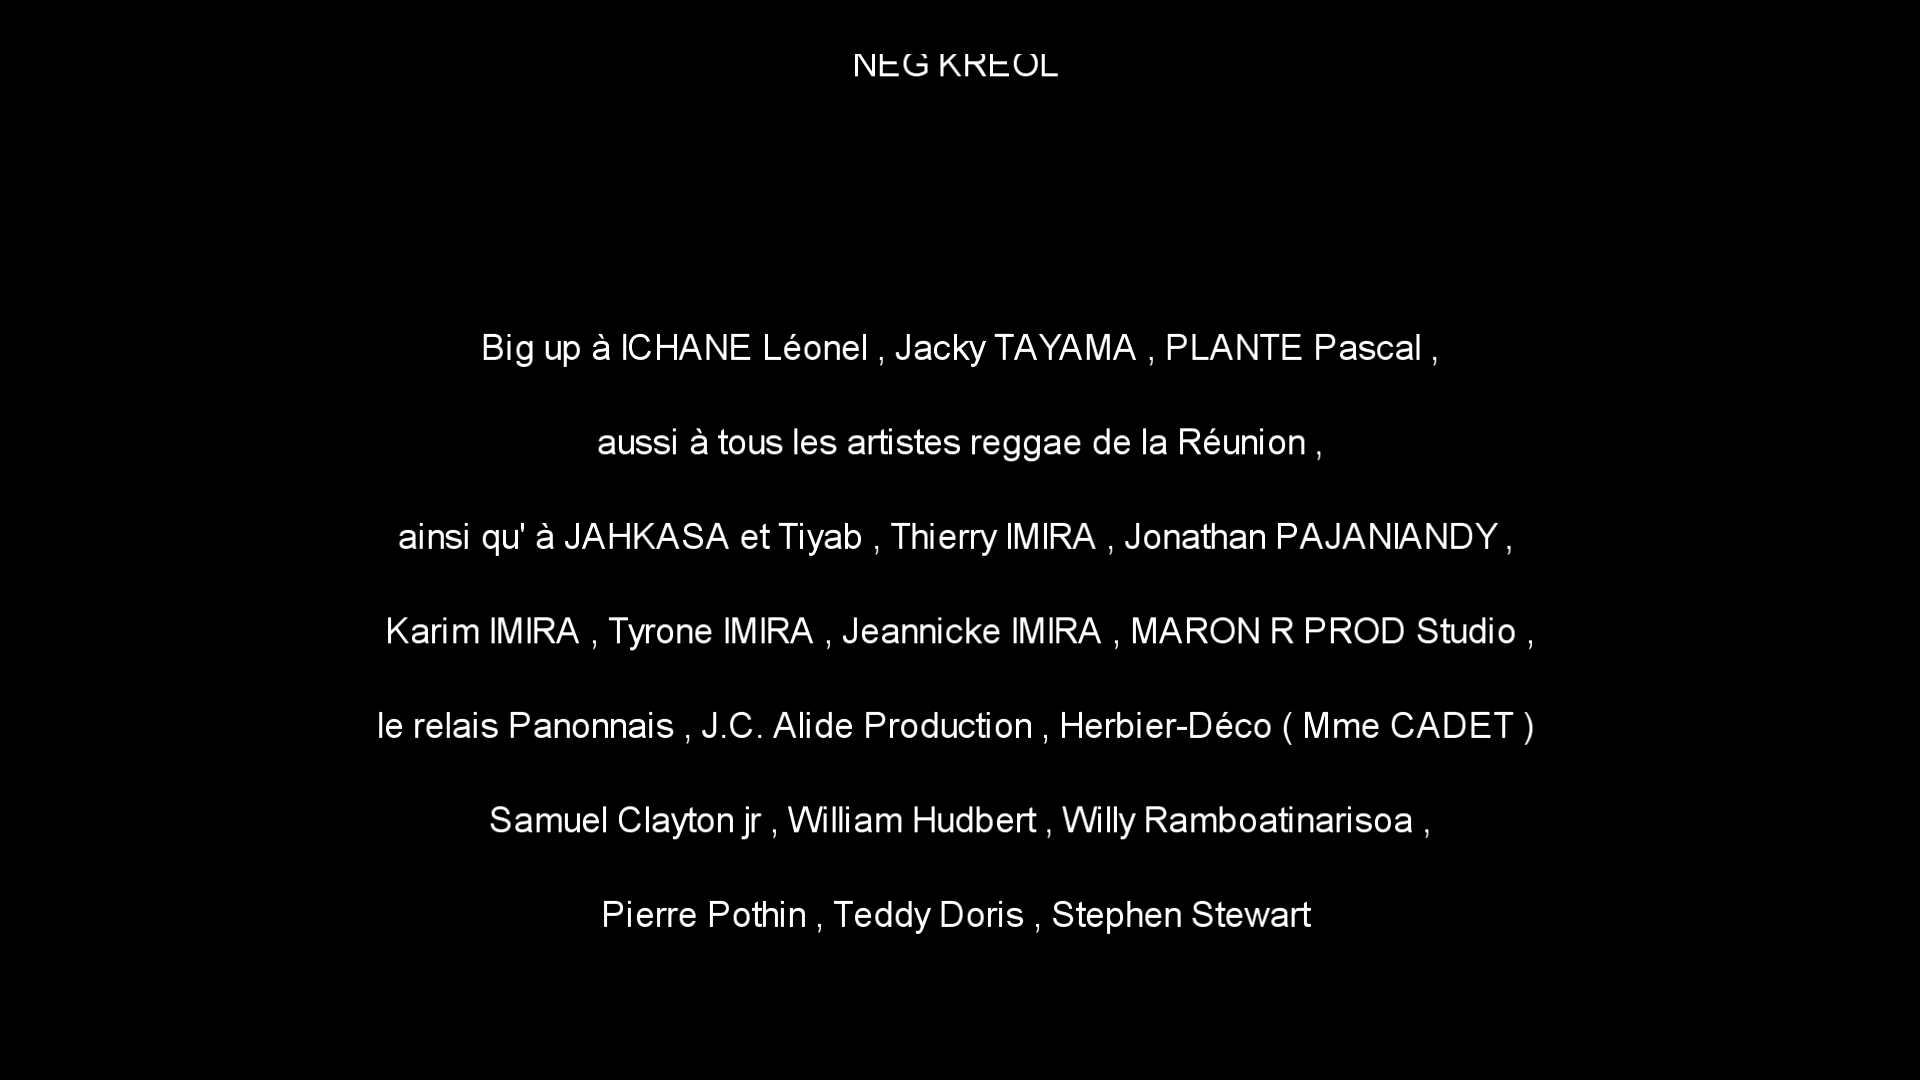 NEG KREOL
Big up à ICHANE Léonel , Jacky TAYAMA , PLANTE Pascal ,
aussi à tous les artistes reggae de la Réunion ,
ainsi qu' à JAHKASA et Tiyab , Thierry IMIRA , Jonathan PAJANIANDY ,
Karim IMIRA , Tyrone IMIRA , Jeannicke IMIRA , MARON R PROD Studio ,
le relais Panonnais , J.C. Alide Production , Herbier-Déco ( Mme CADET )
Samuel Clayton jr , William Hudbert , Willy Ramboatinarisoa ,
Pierre Pothin , Teddy Doris , Stephen Stewart